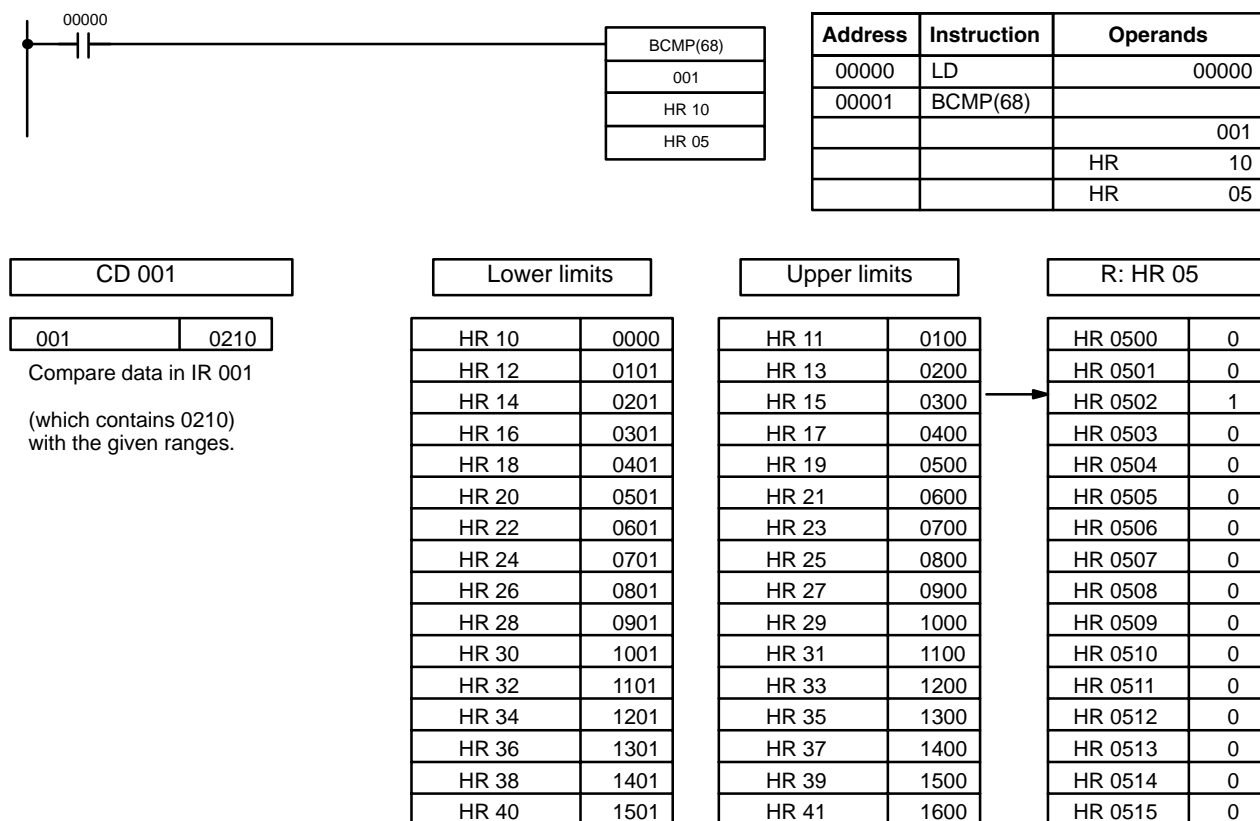 00000
BCMP(68)
001
HR 10
HR 05
Address Instruction Operands
00000 LD 00000
00001 BCMP(68)
001
HR 10
HR 05
CD 001 Lower limits Upper limits R: HR 05
001 0210
Compare data in IR 001
(which contains 0210)
with the given ranges.
HR 10 0000 HR 11 0100 HR 0500 0
HR 12 0101 HR 13 0200 HR 0501 0
HR 14 0201 HR 15 0300 HR 0502 1
HR 16 0301 HR 17 0400 HR 0503 0
HR 18 0401 HR 19 0500 HR 0504 0
HR 20 0501 HR 21 0600 HR 0505 0
HR 22 0601 HR 23 0700 HR 0506 0
HR 24 0701 HR 25 0800 HR 0507 0
HR 26 0801 HR 27 0900 HR 0508 0
HR 28 0901 HR 29 1000 HR 0509 0
HR 30 1001 HR 31 1100 HR 0510 0
HR 32 1101 HR 33 1200 HR 0511 0
HR 34 1201 HR 35 1300 HR 0512 0
HR 36 1301 HR 37 1400 HR 0513 0
HR 38 1401 HR 39 1500 HR 0514 0
HR 40 1501 HR 41 1600 HR 0515 0